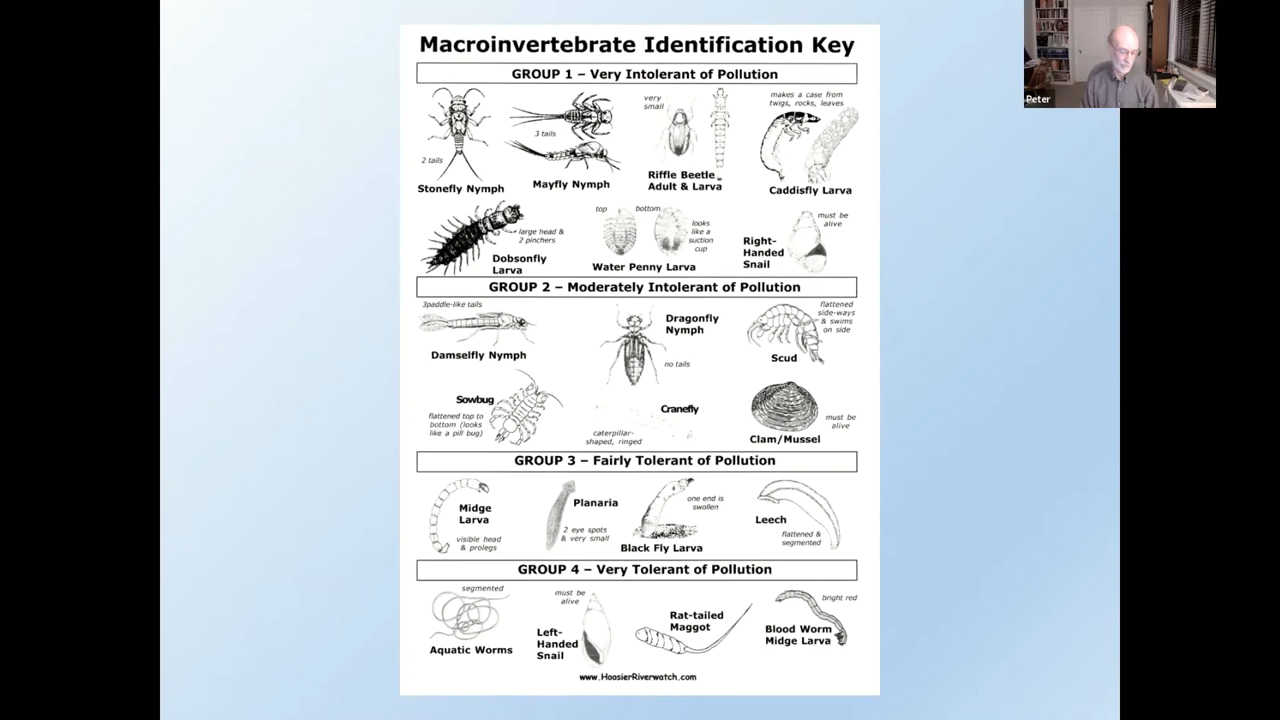 Macroinvertebrate Identification Key
GROUP 1 – Very Intolerant of Pollution
2 tails
Stonefly Nymph
3 tails
Mayfly Nymph
very
small
Riffle Beetle
Adult & Larva
makes a case from
twigs, rocks, leaves
Caddisfly Larva
large head &
2 pinchers
Dobsonfly
Larva
top
bottom
looks
like a
suction
cup
Water Penny Larva
must be
alive
Right-
Handed
Snail
GROUP 2 – Moderately Intolerant of Pollution
3paddle-like tails
Damselfly Nymph
Dragonfly
Nymph
no tails
flattened
side-ways
& swims
on side
Scud
Sowbug
flattened top to
bottom (looks
like a pill bug)
Cranefly
caterpillar-
shaped, ringed
must be
alive
Clam/Mussel
GROUP 3 – Fairly Tolerant of Pollution
Midge
Larva
visible head
& prolegs
Planaria
2 eye spots
& very small
one end is
swollen
Black Fly Larva
Leech
flattened &
segmented
GROUP 4 – Very Tolerant of Pollution
segmented
Aquatic Worms
must be
alive
Left-
Handed
Snail
Rat-tailed
Maggot
bright red
Blood Worm
Midge Larva
www.HoosierRiverwatch.com
Peter